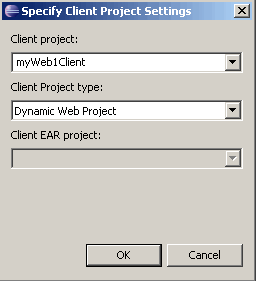 Specify Client Project Settings
Client project:
myWeb1Client
Client Project type:
Dynamic Web Project
Client EAR project:
OK Cancel